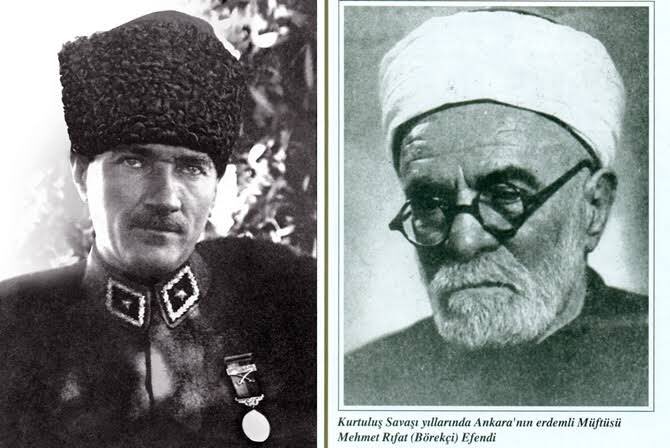 Kurtuluş Savaşı yıllarında Ankara'nın erdemli Müftüsü
Mehmet Rıfat (Börekçi) Efendi